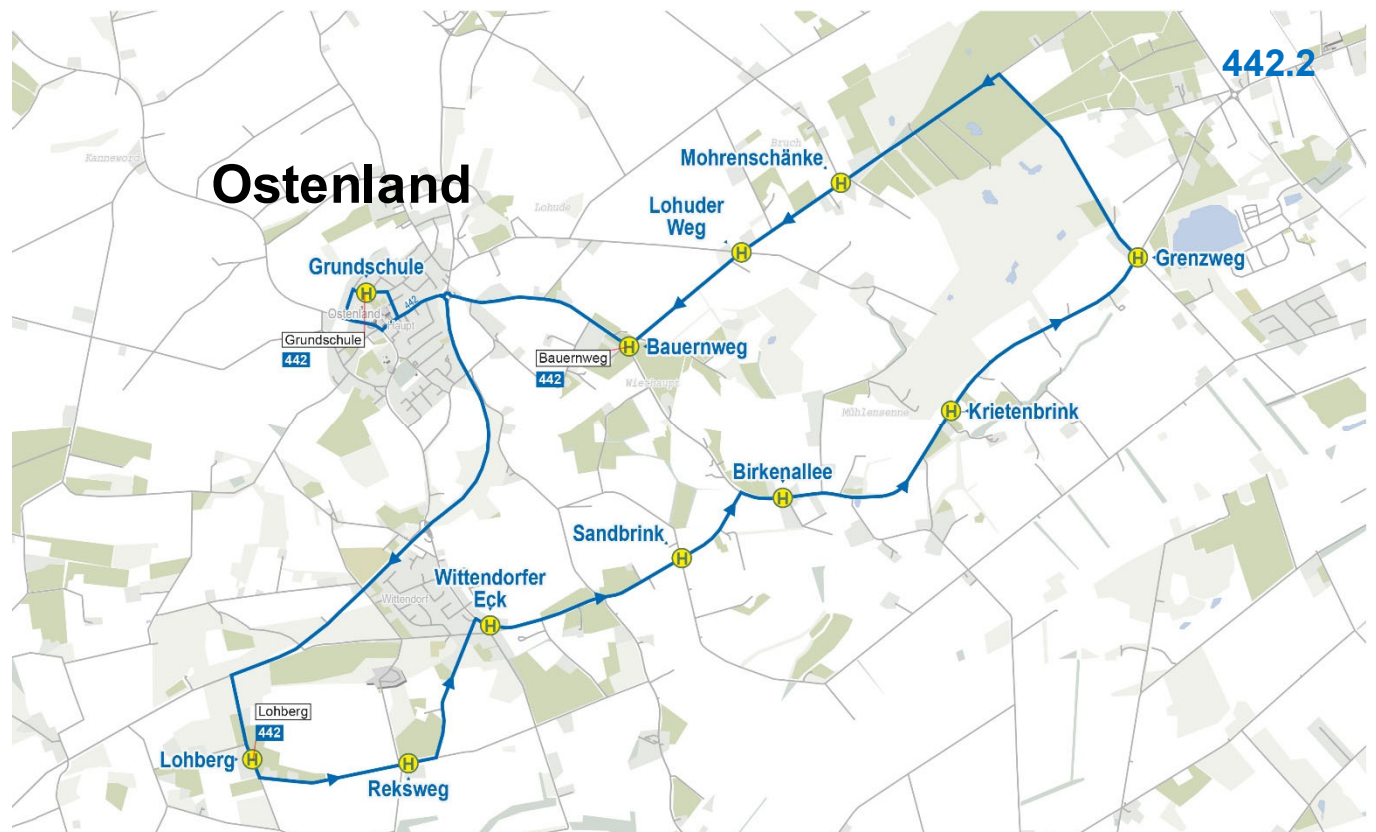 442.2
Bruch
Mohrenschänke
Kanneword
Ostenland
Lohuder
Weg
Lohude
Grundschule
Grenzweg
442
Ostenland
Grundschule
442
Bauernweg
Bauernweg
442
Krietenbrink
Mühlensenne
Birkenallee
Sandbrink
Wittendorfer
Eck
Wittendorf
Lohberg
442
Lohberg
Reksweg
H
H
H
H
H
H
H
H
H
H
H